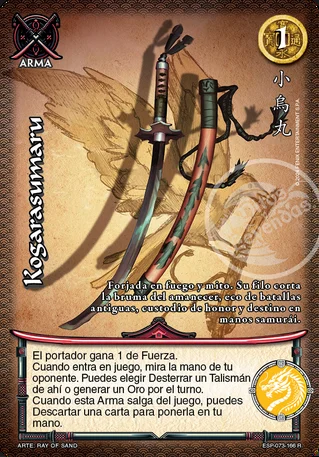 ARMA
1
小烏丸
Kogarasumaru
Forjada en fuego y mito. Su filo corta
la bruma del amanecer, eco de batallas
antiguas, custodio de honor y destino en
manos samurái.
El portador gana 1 de Fuerza.
Cuando entra en juego, mira la mano de tu
oponente. Puedes elegir Desterrar un Talismán
de ahí o generar un Oro por el turno.
Cuando esta Arma salga del juego, puedes
Descartar una carta para ponerla en tu
mano.
ARTE: RAY OF SAND
ESP-073-166 R